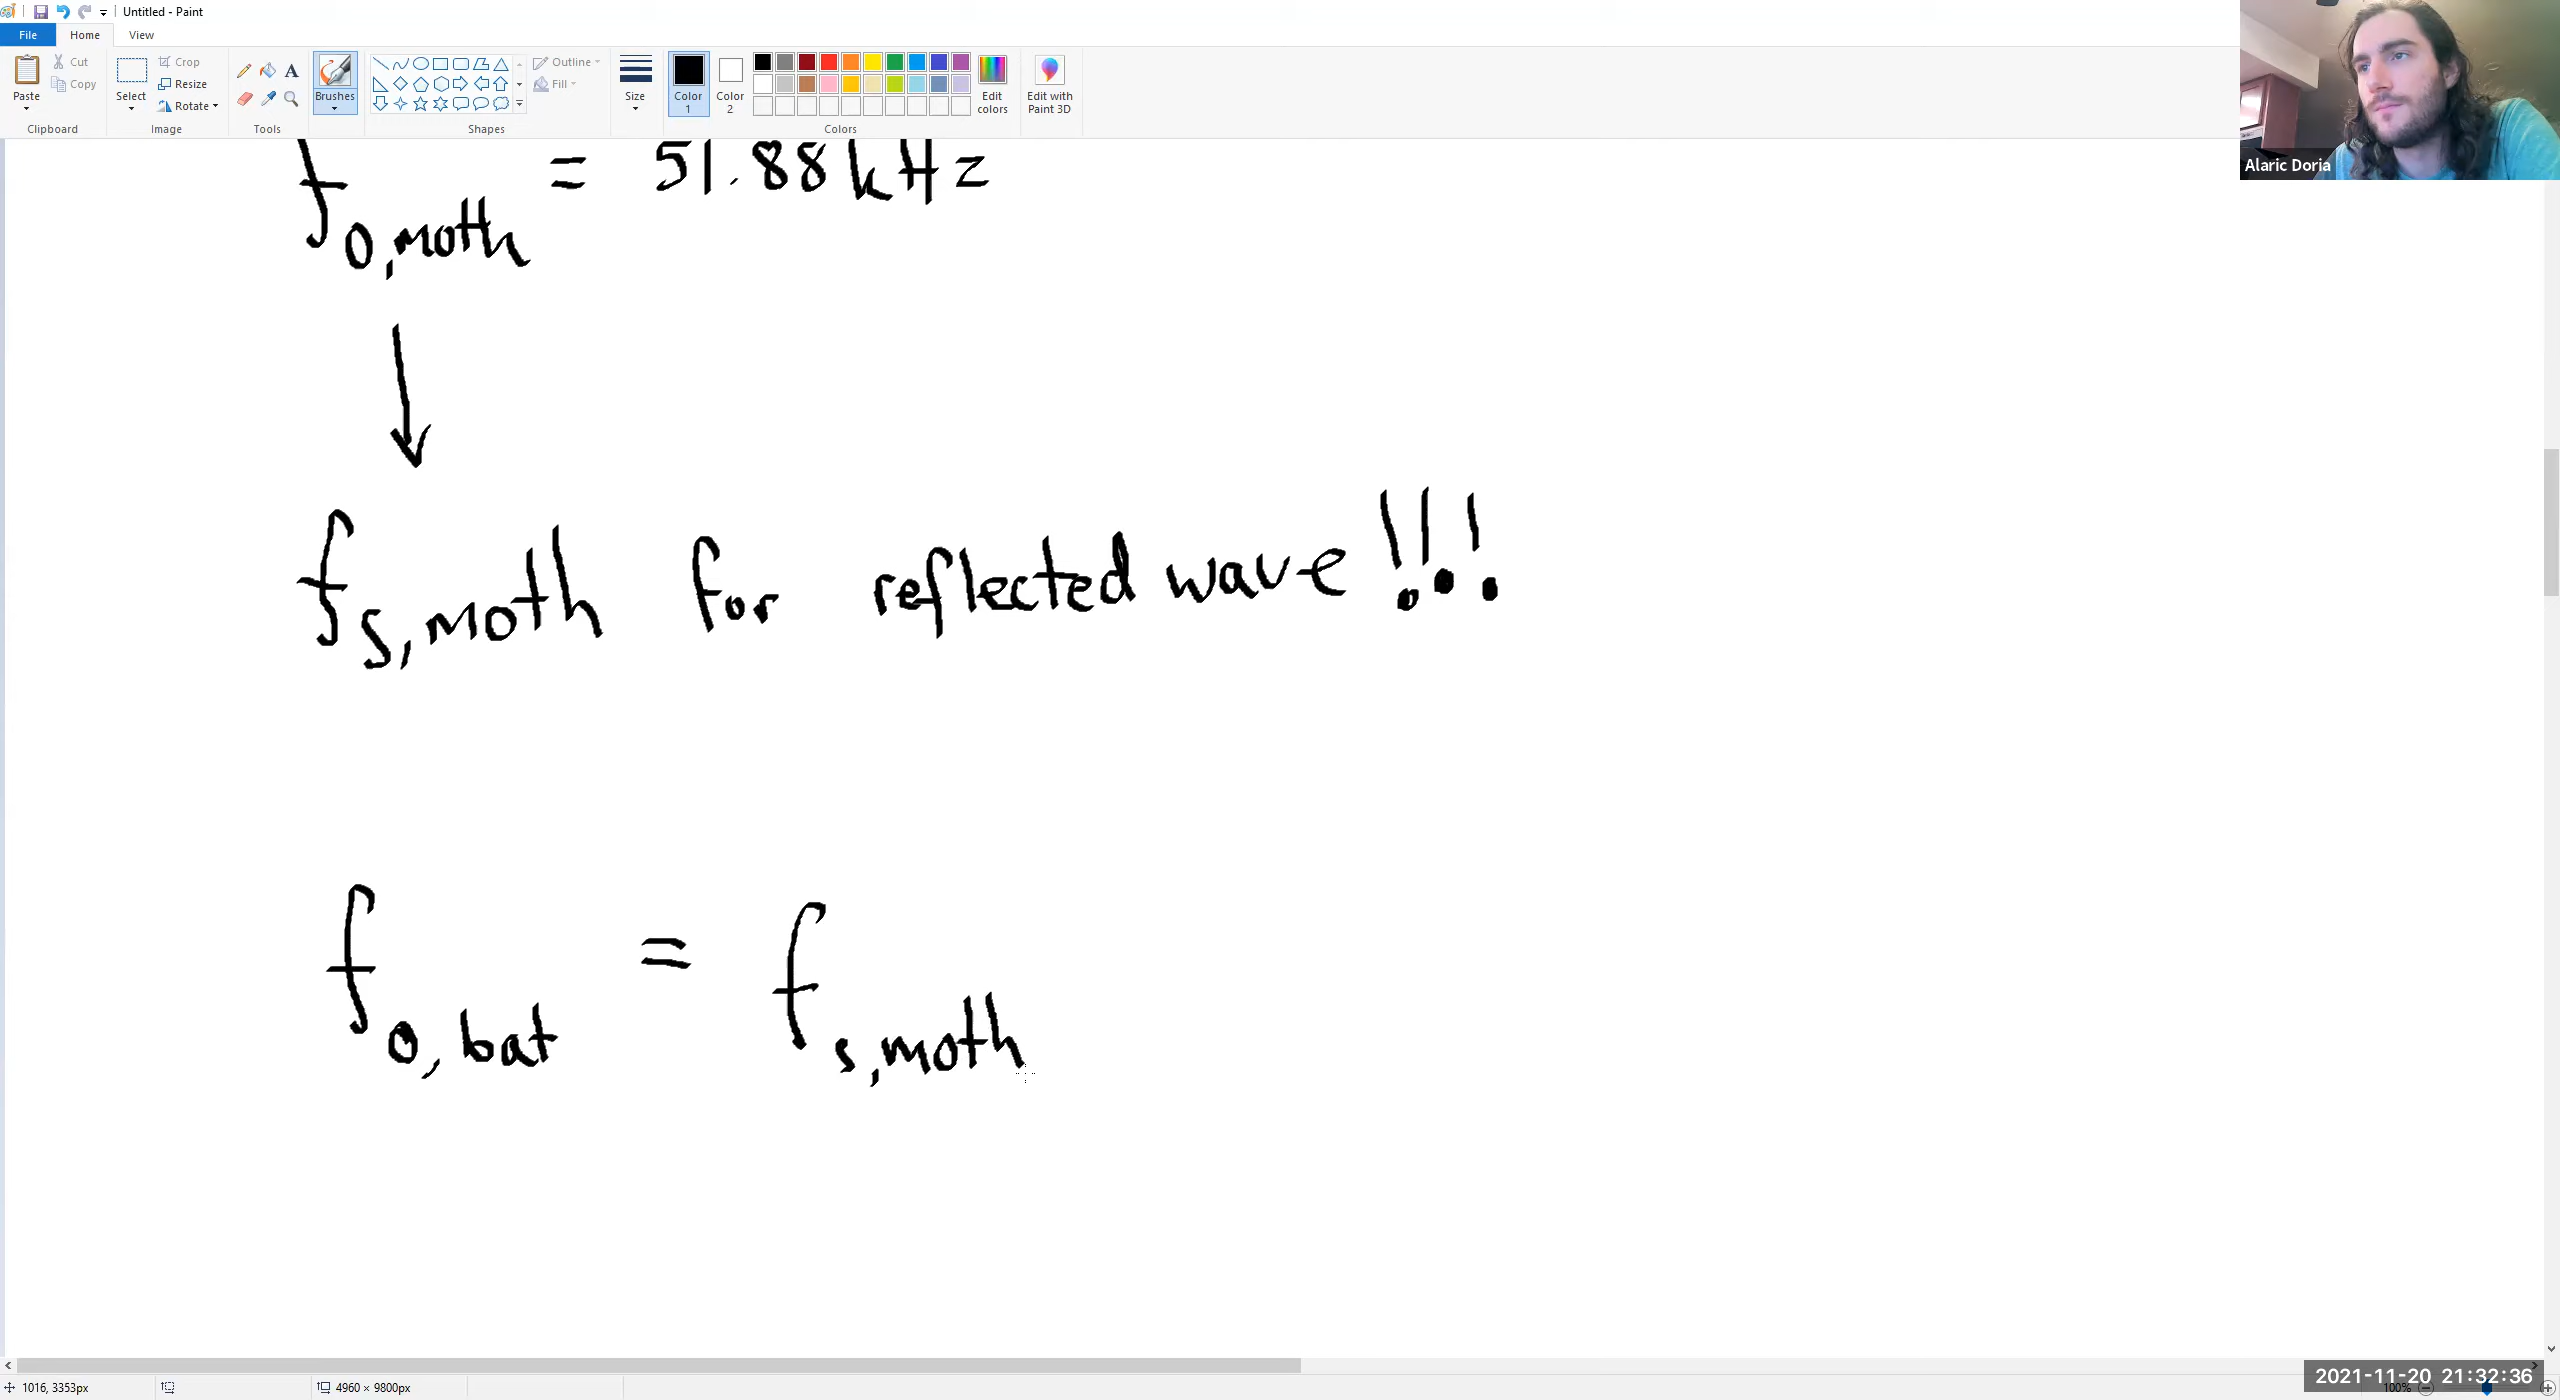 Untitled - Paint
File Home View
Paste Cut Copy Select Crop Resize Rotate Brushes Outline Fill Size Color 1 Color 2 Edit colors Edit with Paint 3D
Clipboard Image Tools Shapes Colors
Alaric Doria
f0,moth = 51.88 kHz
fs,moth for reflected wave !!!
f0,bat = fs,moth
1016, 3353px 4960 × 9800px 100%
2021-11-20 21:32:36